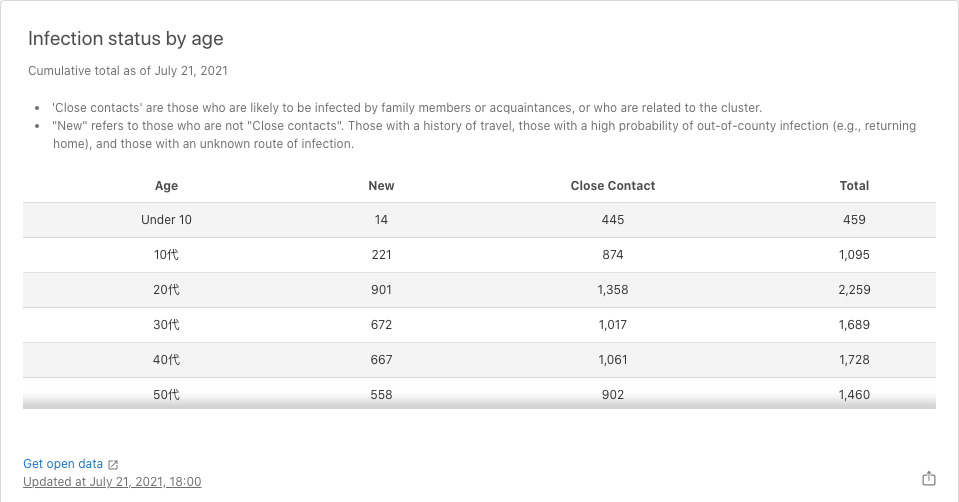 Infection status by age
Cumulative total as of July 21, 2021
• 'Close contacts' are those who are likely to be infected by family members or acquaintances, or who are related to the cluster.
• "New" refers to those who are not "Close contacts". Those with a history of travel, those with a high probability of out-of-county infection (e.g., returning
home), and those with an unknown route of infection.
Age New Close Contact Total
Under 10 14 445 459
10代 221 874 1,095
20代 901 1,358 2,259
30代 672 1,017 1,689
40代 667 1,061 1,728
50代 558 902 1,460
Get open data
Updated at July 21, 2021, 18:00